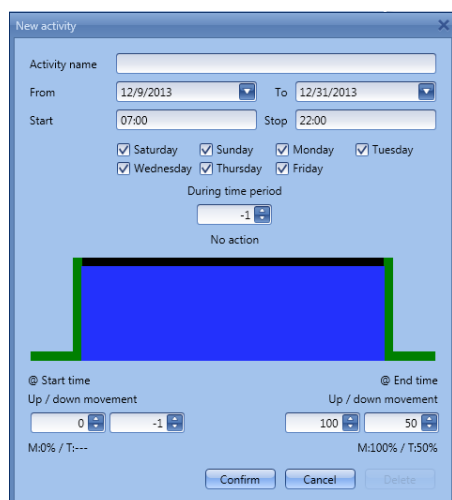 New activity
Activity name
From 12/9/2013 To 12/31/2013
Start 07:00 Stop 22:00
Saturday Sunday Monday Tuesday
Wednesday Thursday Friday
During time period
-1
No action
@ Start time @ End time
Up / down movement Up / down movement
0 -1 100 50
M:0% / T:--- M:100% / T:50%
Confirm Cancel Delete